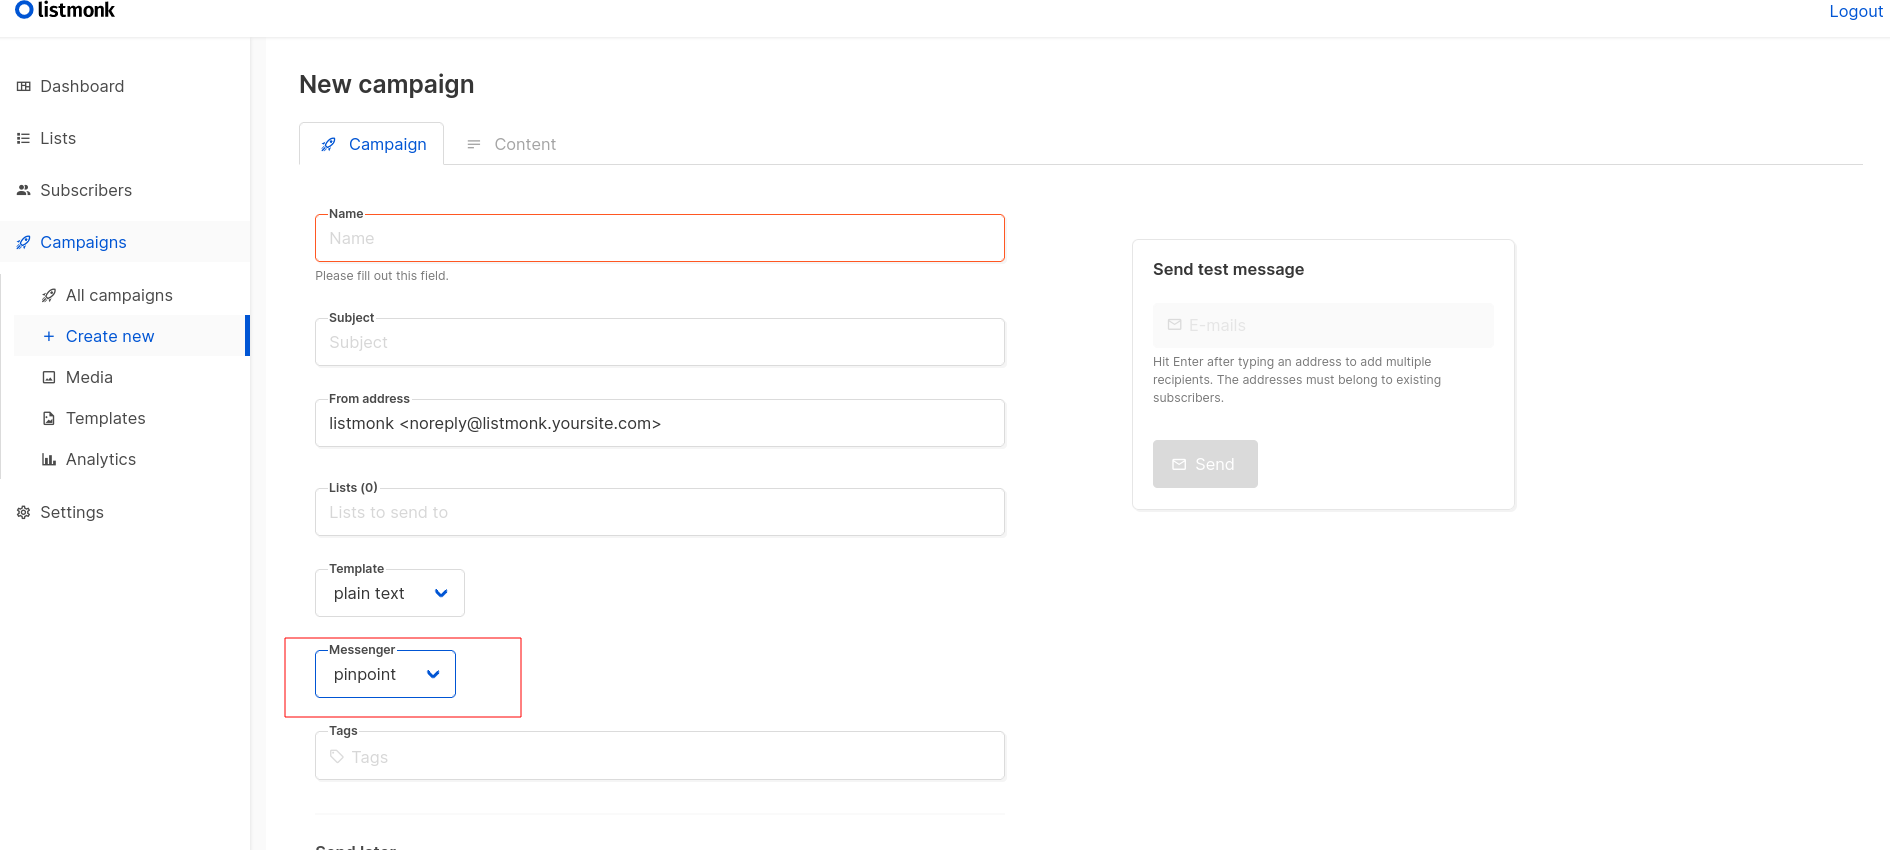 listmonk
Logout
Dashboard
Lists
Subscribers
Campaigns
All campaigns
Create new
Media
Templates
Analytics
Settings
New campaign
Campaign
Content
Name
Name
Please fill out this field.
Subject
Subject
From address
listmonk <noreply@listmonk.yoursite.com>
Lists (0)
Lists to send to
Template
plain text
Messenger
pinpoint
Tags
Tags
Send later
Send test message
E-mails
Hit Enter after typing an address to add multiple
recipients. The addresses must belong to existing
subscribers.
Send